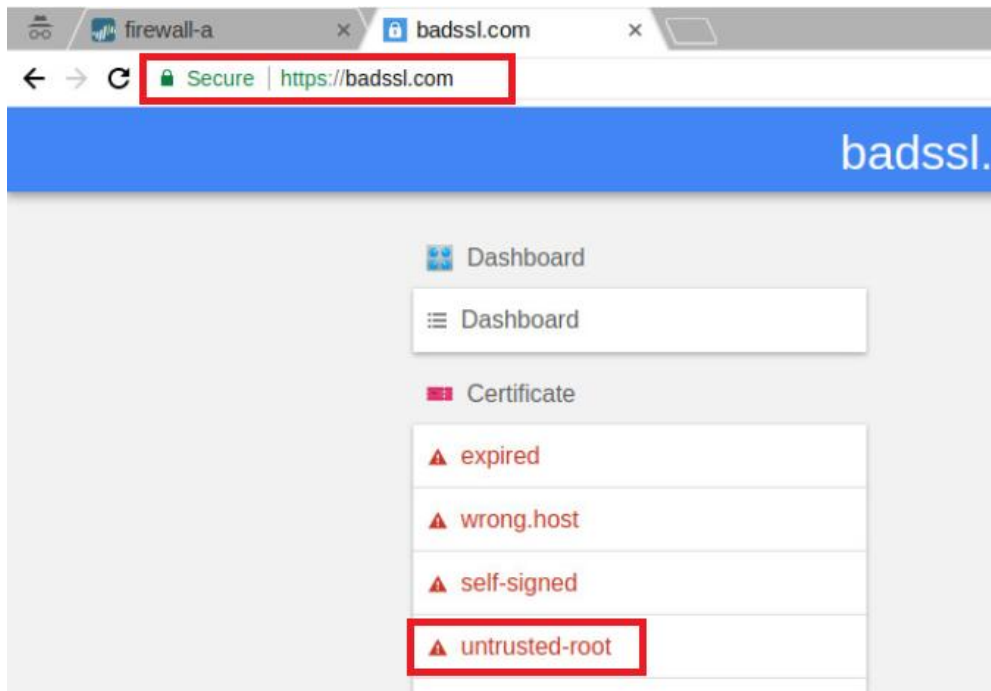 firewall-a × badssl.com ×
Secure | https://badssl.com
badssl.
Dashboard
Dashboard
Certificate
expired
wrong.host
self-signed
untrusted-root